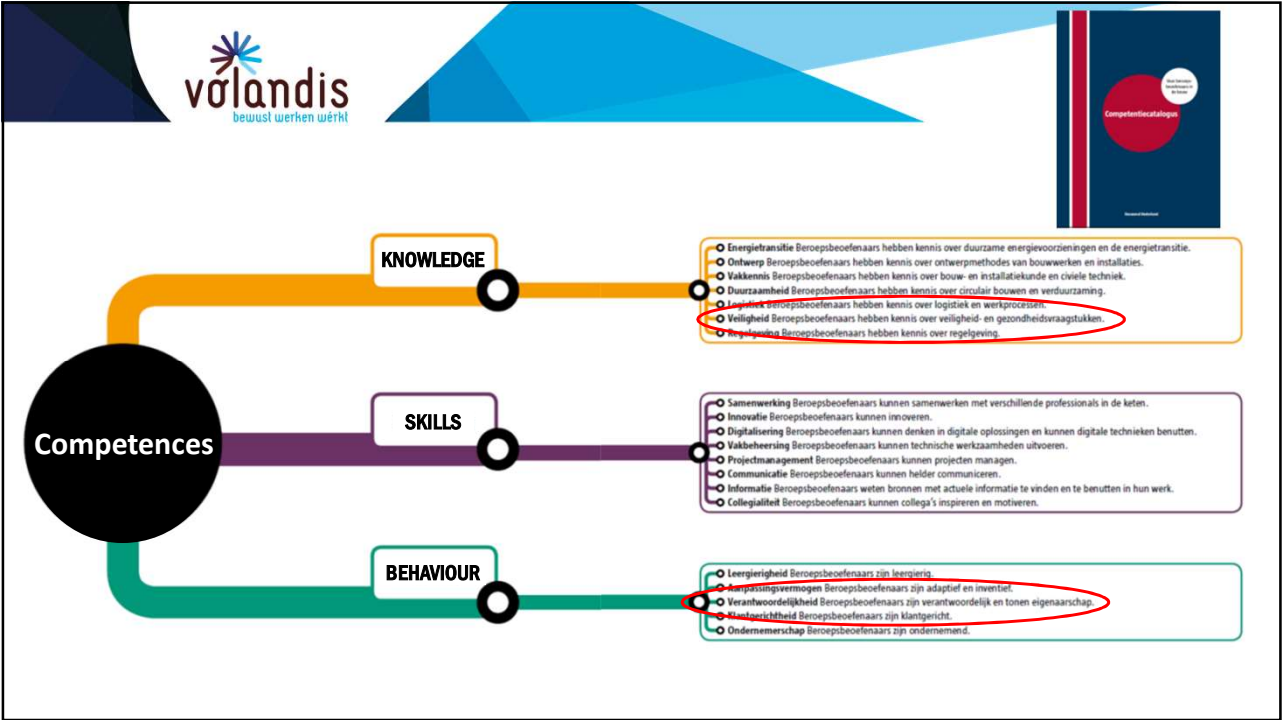 volandis
bewust werken wérkt
Competentiecatalogus
KNOWLEDGE
Energietransitie Beroepsbeoefenaars hebben kennis over duurzame energievoorzieningen en de energietransitie.
Ontwerp Beroepsbeoefenaars hebben kennis over ontwerpmethodes van bouwwerken en installaties.
Vakkennis Beroepsbeoefenaars hebben kennis over bouw- en installatiekunde en civiele techniek.
Duurzaamheid Beroepsbeoefenaars hebben kennis over circulair bouwen en verduurzaming.
Logistiek Beroepsbeoefenaars hebben kennis over logistiek en werkprocessen.
Veiligheid Beroepsbeoefenaars hebben kennis over veiligheid- en gezondheidsvraagstukken.
Regelgeving Beroepsbeoefenaars hebben kennis over regelgeving.
Competences
SKILLS
Samenwerking Beroepsbeoefenaars kunnen samenwerken met verschillende professionals in de keten.
Innovatie Beroepsbeoefenaars kunnen innoveren.
Digitalisering Beroepsbeoefenaars kunnen denken in digitale oplossingen en kunnen digitale technieken benutten.
Vakbeheersing Beroepsbeoefenaars kunnen technische werkzaamheden uitvoeren.
Projectmanagement Beroepsbeoefenaars kunnen projecten managen.
Communicatie Beroepsbeoefenaars kunnen helder communiceren.
Informatie Beroepsbeoefenaars weten bronnen met actuele informatie te vinden en te benutten in hun werk.
Collegialiteit Beroepsbeoefenaars kunnen collega's inspireren en motiveren.
BEHAVIOUR
Leergierigheid Beroepsbeoefenaars zijn leergierig.
Aanpassingsvermogen Beroepsbeoefenaars zijn adaptief en inventief.
Verantwoordelijkheid Beroepsbeoefenaars zijn verantwoordelijk en tonen eigenaarschap.
Klantgerichtheid Beroepsbeoefenaars zijn klantgericht.
Ondernemerschap Beroepsbeoefenaars zijn ondernemend.